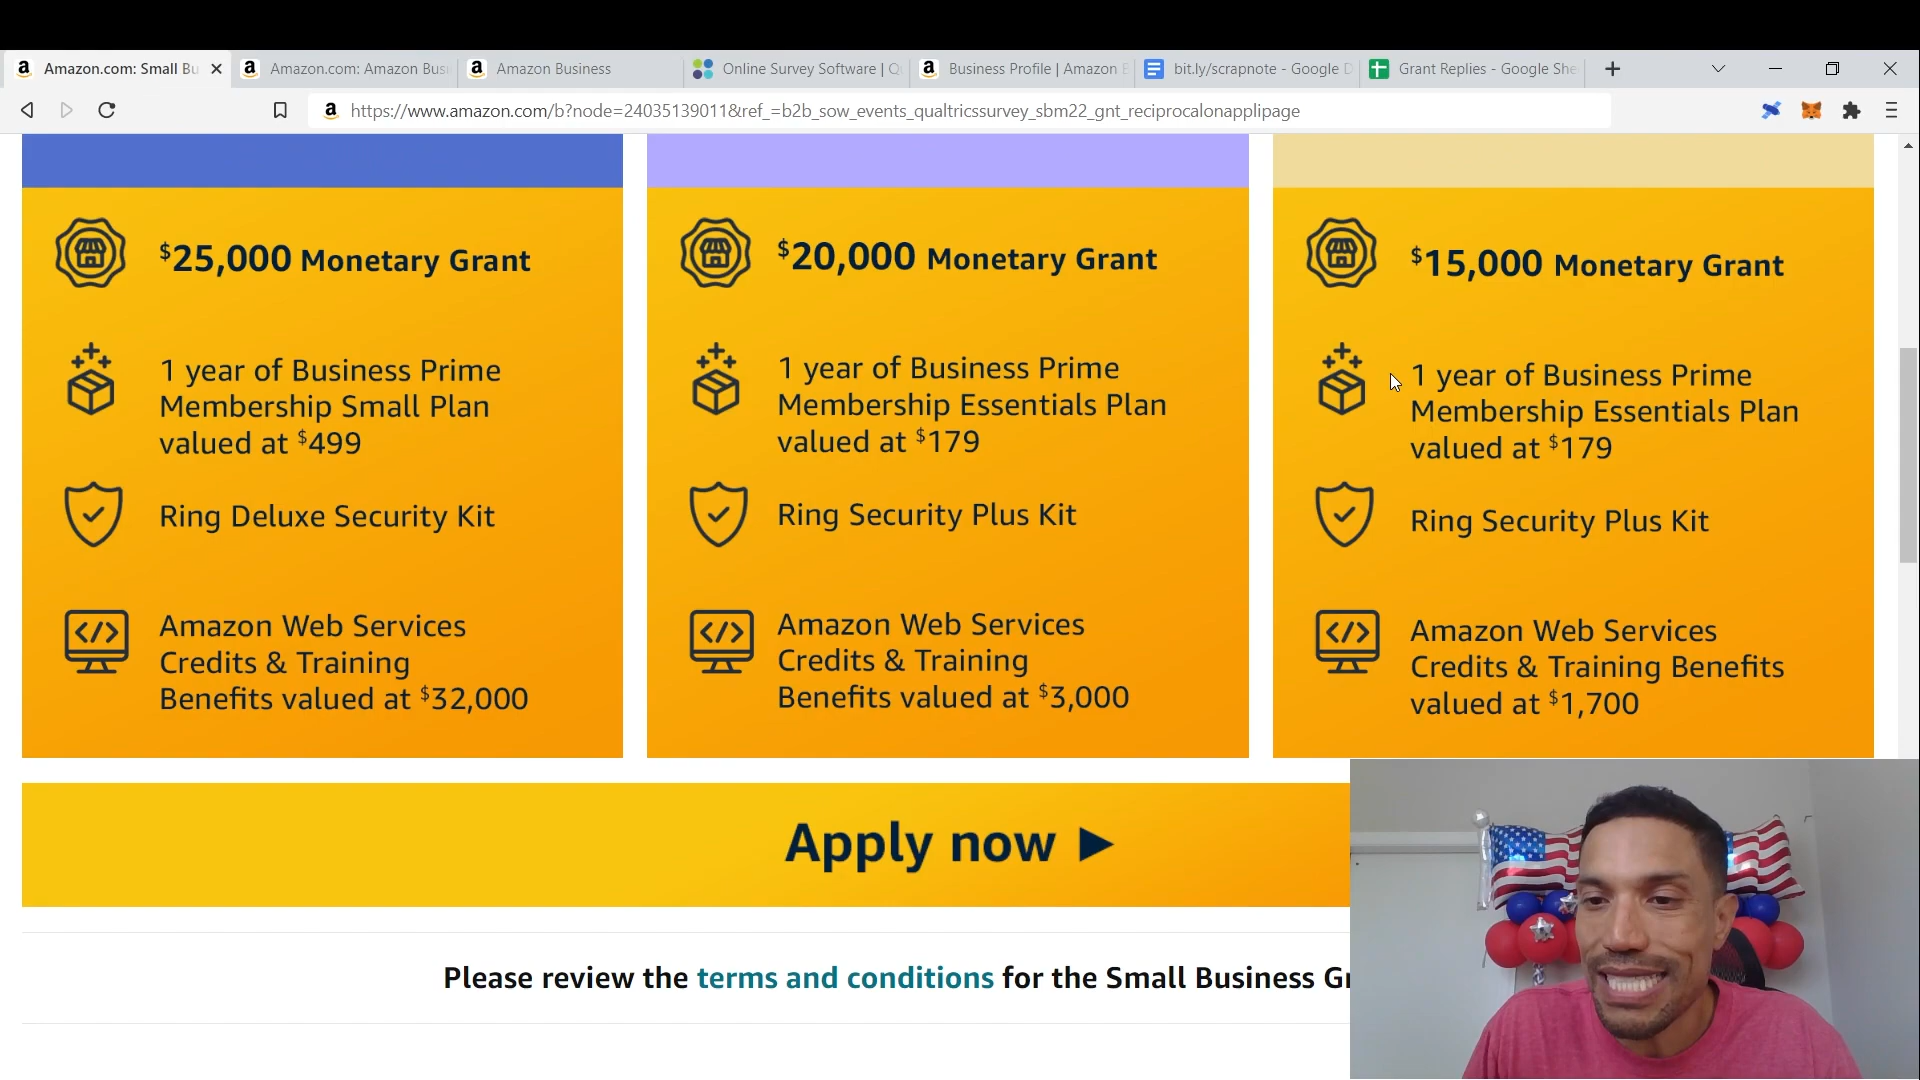 Amazon.com: Small Bu
Amazon.com: Amazon Bus
Amazon Business
Online Survey Software | Q
Business Profile | Amazon B
bit.ly/scrapnote - Google D
Grant Replies - Google She
https://www.amazon.com/b?node=24035139011&ref_=b2b_sow_events_qualtricssurvey_sbm22_gnt_reciprocalonapplipage
$25,000 Monetary Grant
1 year of Business Prime
Membership Small Plan
valued at $499
Ring Deluxe Security Kit
Amazon Web Services
Credits & Training
Benefits valued at $32,000
$20,000 Monetary Grant
1 year of Business Prime
Membership Essentials Plan
valued at $179
Ring Security Plus Kit
Amazon Web Services
Credits & Training
Benefits valued at $3,000
$15,000 Monetary Grant
1 year of Business Prime
Membership Essentials Plan
valued at $179
Ring Security Plus Kit
Amazon Web Services
Credits & Training Benefits
valued at $1,700
Apply now
Please review the terms and conditions for the Small Business Gr